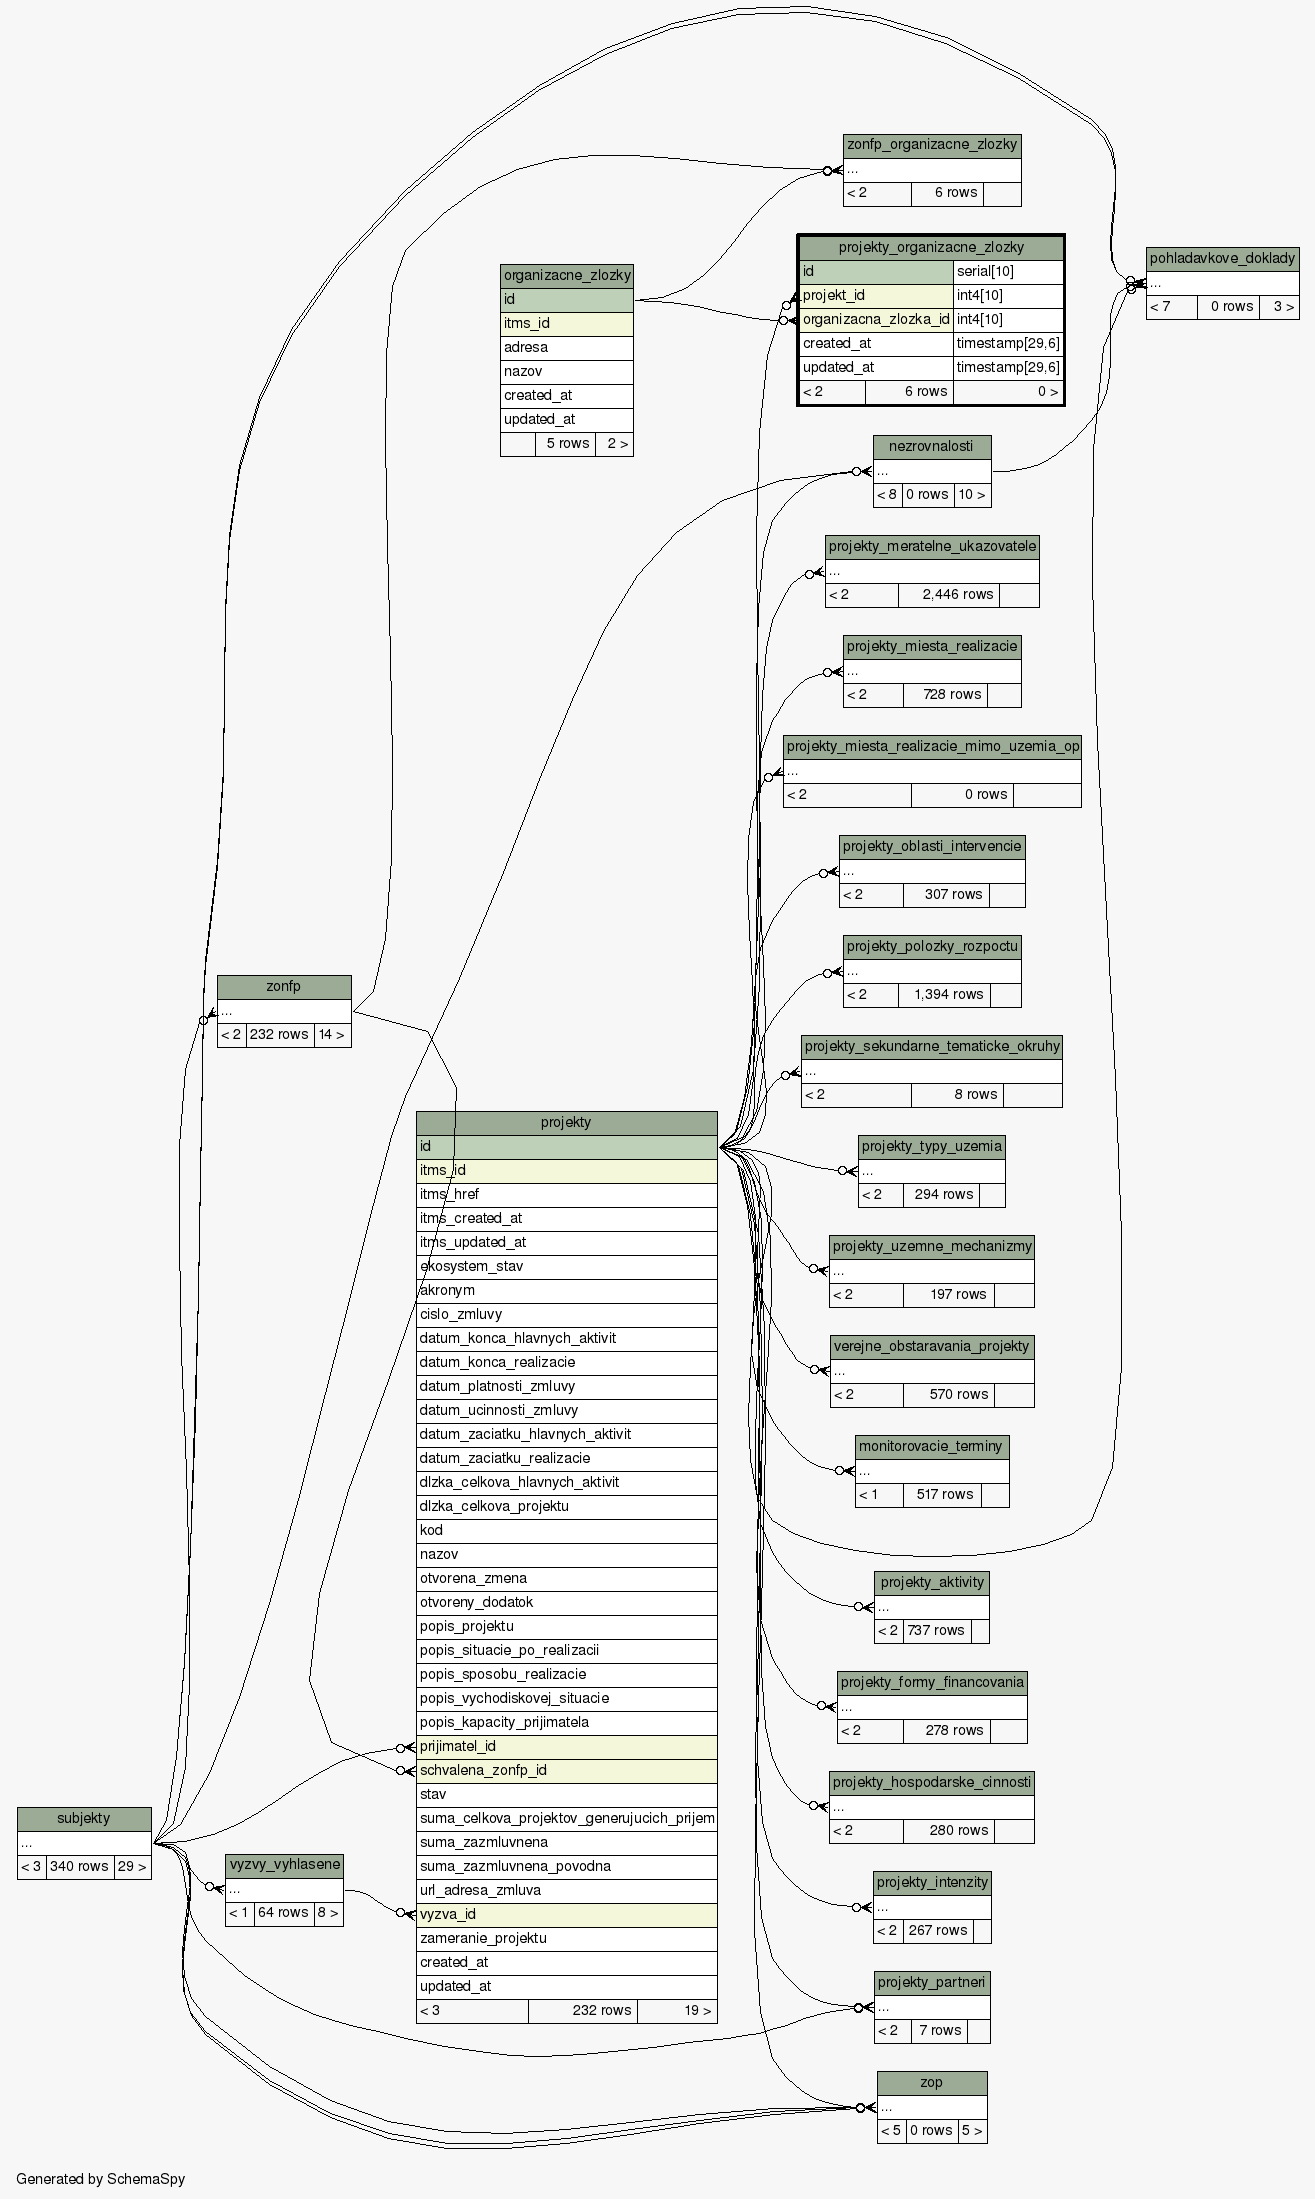 zonfp_organizacne_zlozky
...
< 2 6 rows
projekty_organizacne_zlozky
id serial[10]
projekt_id int4[10]
organizacna_zlozka_id int4[10]
created_at timestamp[29,6]
updated_at timestamp[29,6]
< 2 6 rows 0 >
pohladavkove_doklady
...
< 7 0 rows 3 >
organizacne_zlozky
id
itms_id
adresa
nazov
created_at
updated_at
5 rows 2 >
nezrovnalosti
...
< 8 0 rows 10 >
projekty_meratelne_ukazovatele
...
< 2 2,446 rows
projekty_miesta_realizacie
...
< 2 728 rows
projekty_miesta_realizacie_mimo_uzemia_op
...
< 2 0 rows
projekty_oblasti_intervencie
...
< 2 307 rows
projekty_polozky_rozpoctu
...
< 2 1,394 rows
zonfp
...
< 2 232 rows 14 >
projekty_sekundarne_tematicke_okruhy
...
< 2 8 rows
projekty
id
itms_id
itms_href
itms_created_at
itms_updated_at
ekosystem_stav
akronym
cislo_zmluvy
datum_konca_hlavnych_aktivit
datum_konca_realizacie
datum_platnosti_zmluvy
datum_ucinnosti_zmluvy
datum_zaciatku_hlavnych_aktivit
datum_zaciatku_realizacie
dlzka_celkova_hlavnych_aktivit
dlzka_celkova_projektu
kod
nazov
otvorena_zmena
otvoreny_dodatok
popis_projektu
popis_situacie_po_realizacii
popis_sposobu_realizacie
popis_vychodiskovej_situacie
popis_kapacity_prijimatela
prijimatel_id
schvalena_zonfp_id
stav
suma_celkova_projektov_generujucich_prijem
suma_zazmluvnena
suma_zazmluvnena_povodna
url_adresa_zmluva
vyzva_id
zameranie_projektu
created_at
updated_at
< 3 232 rows 19 >
projekty_typy_uzemia
...
< 2 294 rows
projekty_uzemne_mechanizmy
...
< 2 197 rows
verejne_obstaravania_projekty
...
< 2 570 rows
monitorovacie_terminy
...
< 1 517 rows
projekty_aktivity
...
< 2 737 rows
projekty_formy_financovania
...
< 2 278 rows
projekty_hospodarske_cinnosti
...
< 2 280 rows
subjekty
...
< 3 340 rows 29 >
vyzvy_vyhlasene
...
< 1 64 rows 8 >
projekty_intenzity
...
< 2 267 rows
projekty_partneri
...
< 2 7 rows
zop
...
< 5 0 rows 5 >
Generated by SchemaSpy